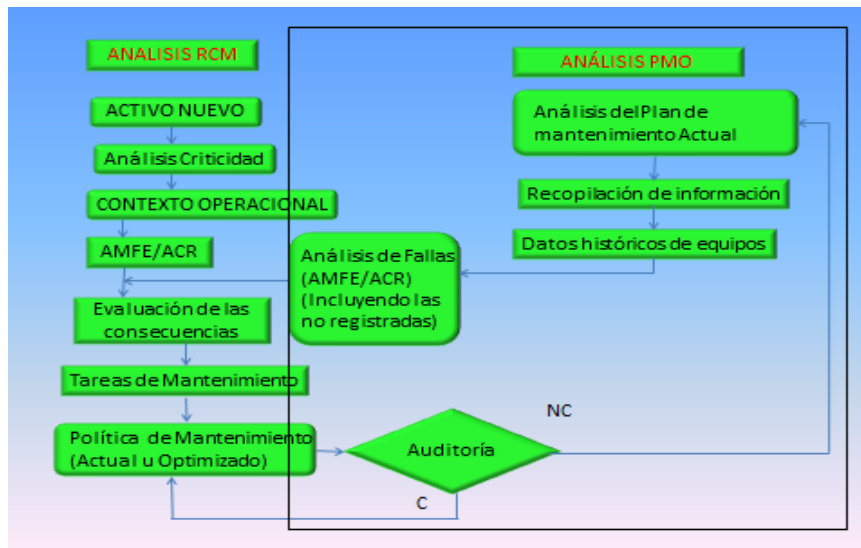 ANALISIS RCM
ACTIVO NUEVO
Análisis Criticidad
CONTEXTO OPERACIONAL
AMFE/ACR
Evaluación de las
consecuencias
Tareas de Mantenimiento
Política de Mantenimiento
(Actual u Optimizado)
ANÁLISIS PMO
Análisis del Plan de
mantenimiento Actual
Recopilación de información
Datos históricos de equipos
Análisis de Fallas
(AMFE/ACR)
(Incluyendo las
no registradas)
Auditoría
NC
C